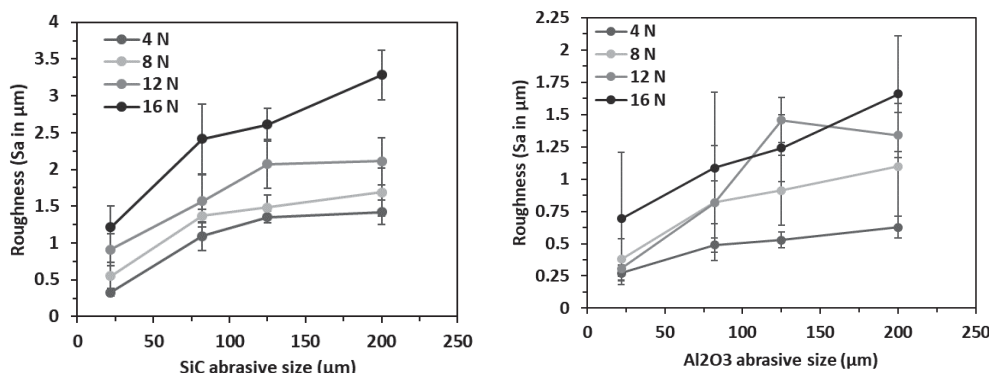 4
3.5
3
2.5
2
1.5
1
0.5
0
Roughness (Sa in µm)
4 N
8 N
12 N
16 N
0 50 100 150 200 250
SiC abrasive size (µm)
2.25
2
1.75
1.5
1.25
1
0.75
0.5
0.25
0
Roughness (Sa in µm)
4 N
8 N
12 N
16 N
0 50 100 150 200 250
Al2O3 abrasive size (µm)